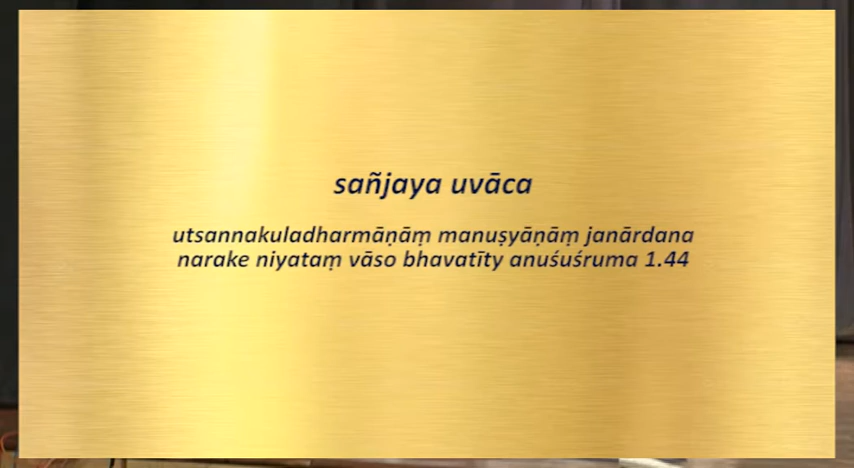 sañjaya uvāca
utsannakuladharmāṇāṃ manuṣyāṇāṃ janārdana
narake niyataṃ vāso bhavatīty anuśuśruma 1.44